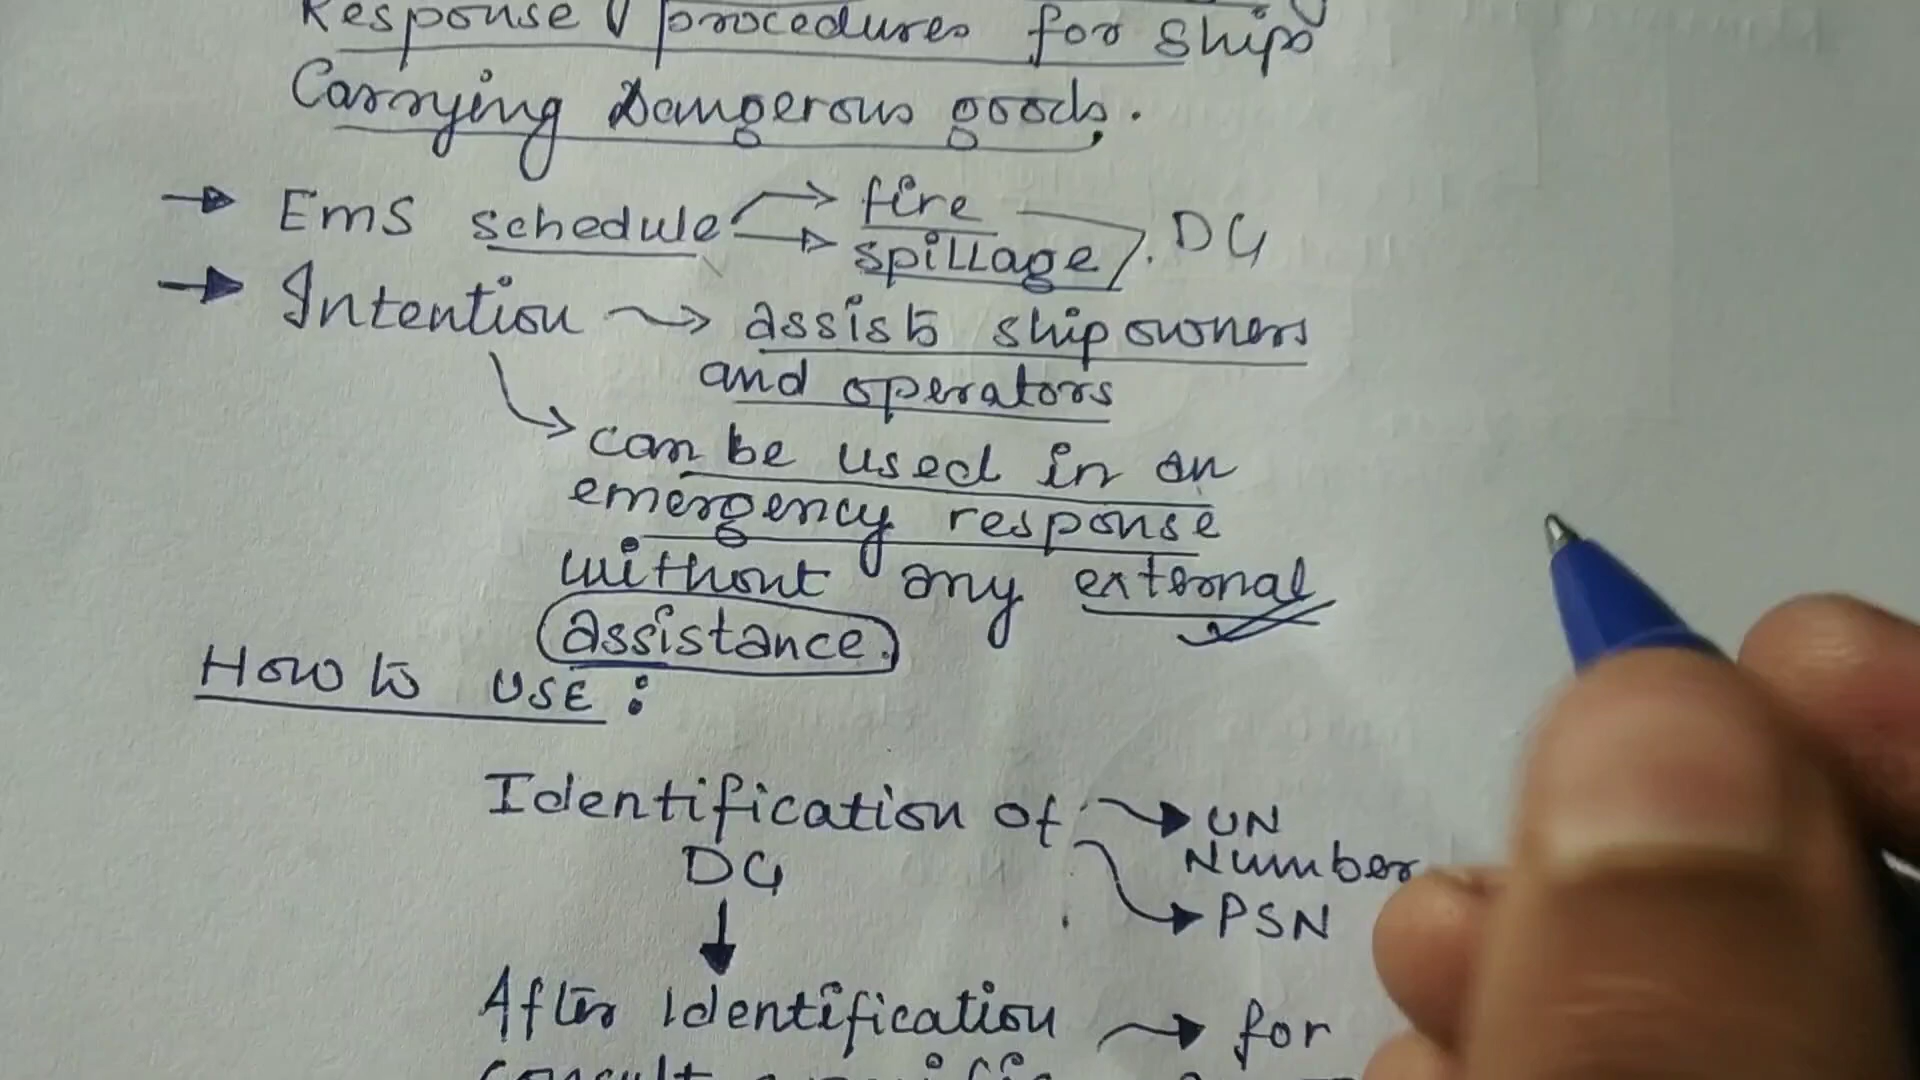 Response procedures for ships
Carrying Dangerous goods.
EmS schedule fire
spillage DG
Intention assists ship owners
and operators
can be used in an
emergency response
without any external
assistance.
How to USE:
Identification of UN
DG Number
PSN
After identification for
consult